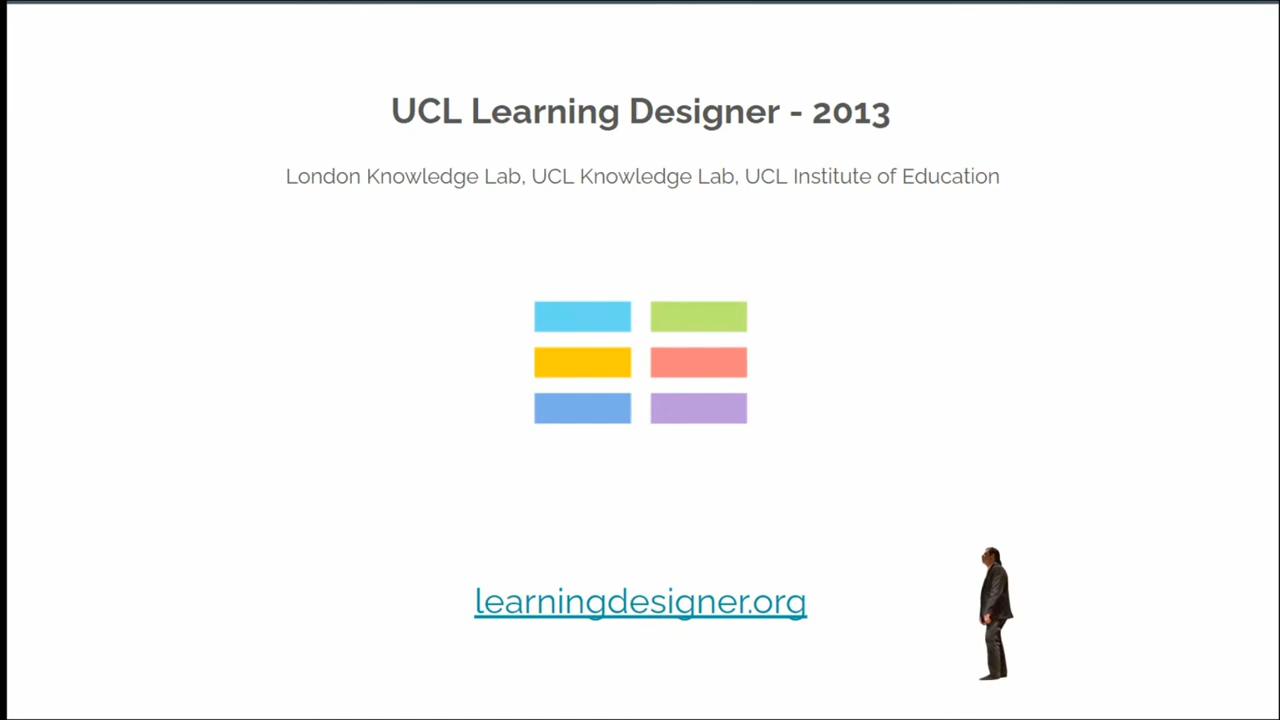 UCL Learning Designer - 2013
London Knowledge Lab, UCL Knowledge Lab, UCL Institute of Education
learningdesigner.org